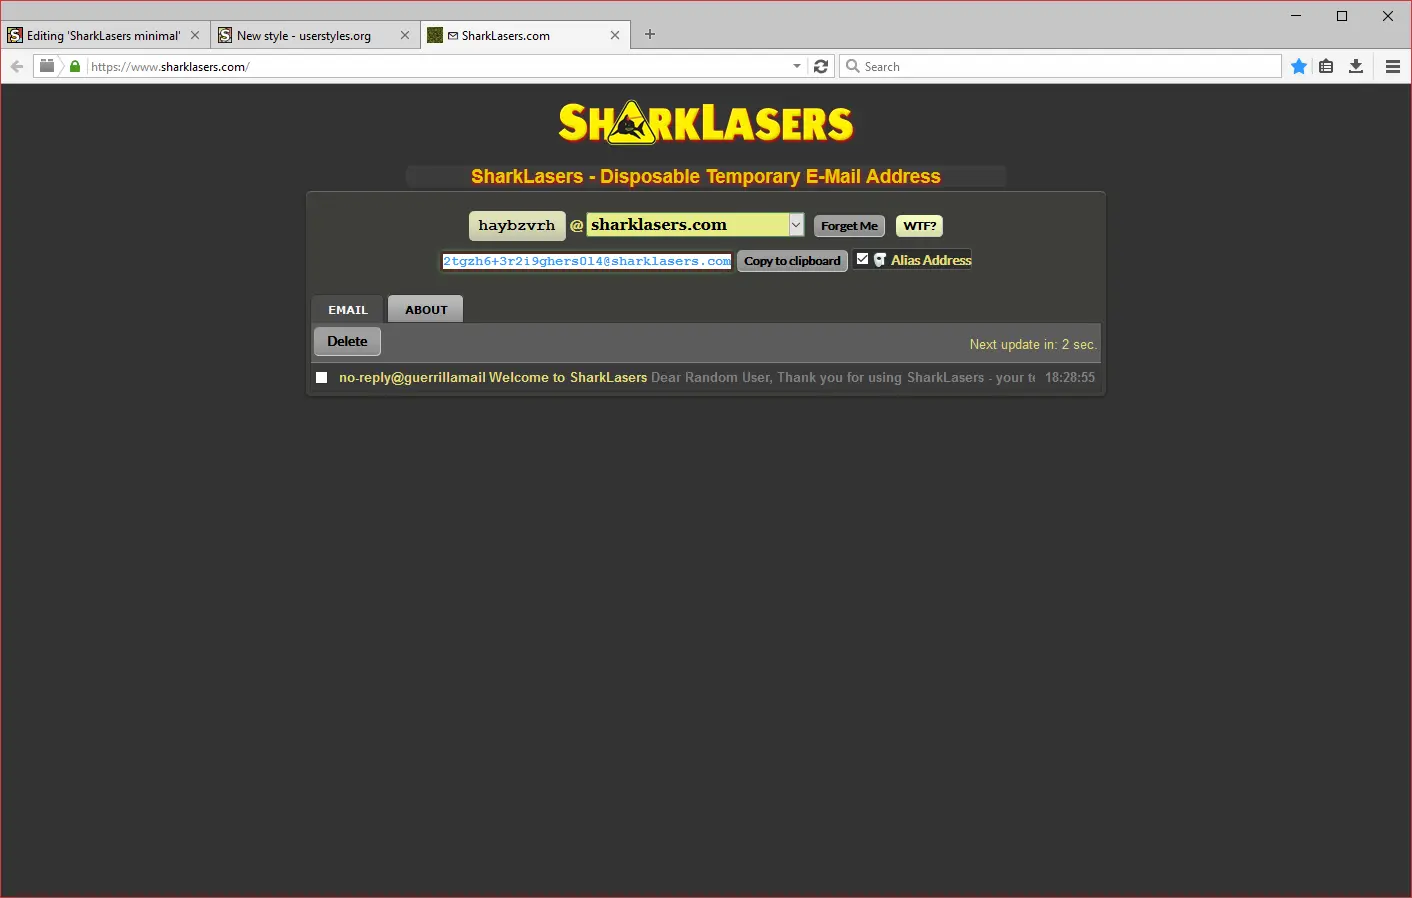 Editing 'SharkLasers minimal'
New style - userstyles.org
SharkLasers.com
https://www.sharklasers.com/
Search
SHARKLASERS
SharkLasers - Disposable Temporary E-Mail Address
haybzvrh @ sharklasers.com Forget Me WTF?
2tgzh6+3r2i9ghers0l4@sharklasers.com Copy to clipboard Alias Address
EMAIL ABOUT
Delete Next update in: 2 sec.
no-reply@guerrillamail Welcome to SharkLasers Dear Random User, Thank you for using SharkLasers - your te 18:28:55